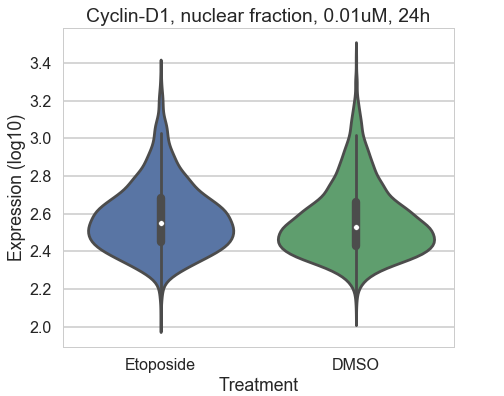 Cyclin-D1, nuclear fraction, 0.01uM, 24h
Expression (log10)
3.4
3.2
3.0
2.8
2.6
2.4
2.2
2.0
Etoposide DMSO
Treatment